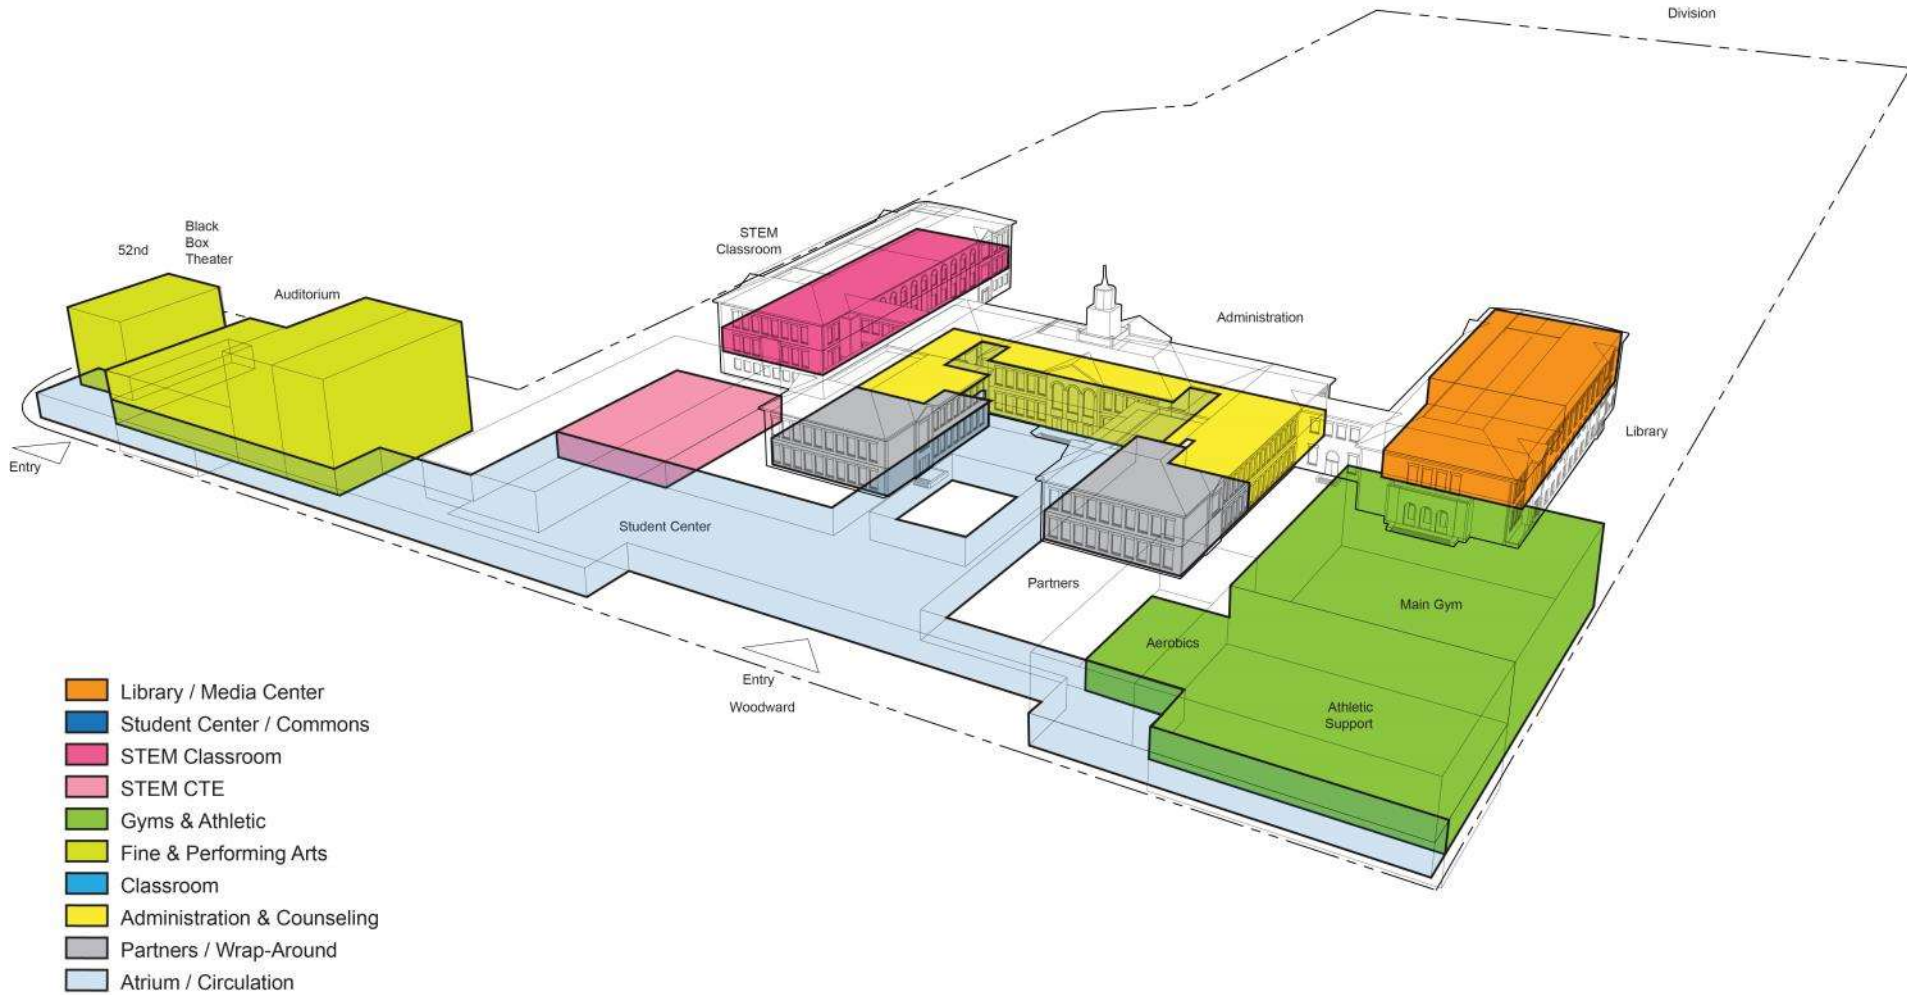 Division
52nd
Black
Box
Theater
Auditorium
STEM
Classroom
Administration
Library
Entry
Student Center
Partners
Main Gym
Aerobics
Athletic
Support
Entry
Woodward
Library / Media Center
Student Center / Commons
STEM Classroom
STEM CTE
Gyms & Athletic
Fine & Performing Arts
Classroom
Administration & Counseling
Partners / Wrap-Around
Atrium / Circulation